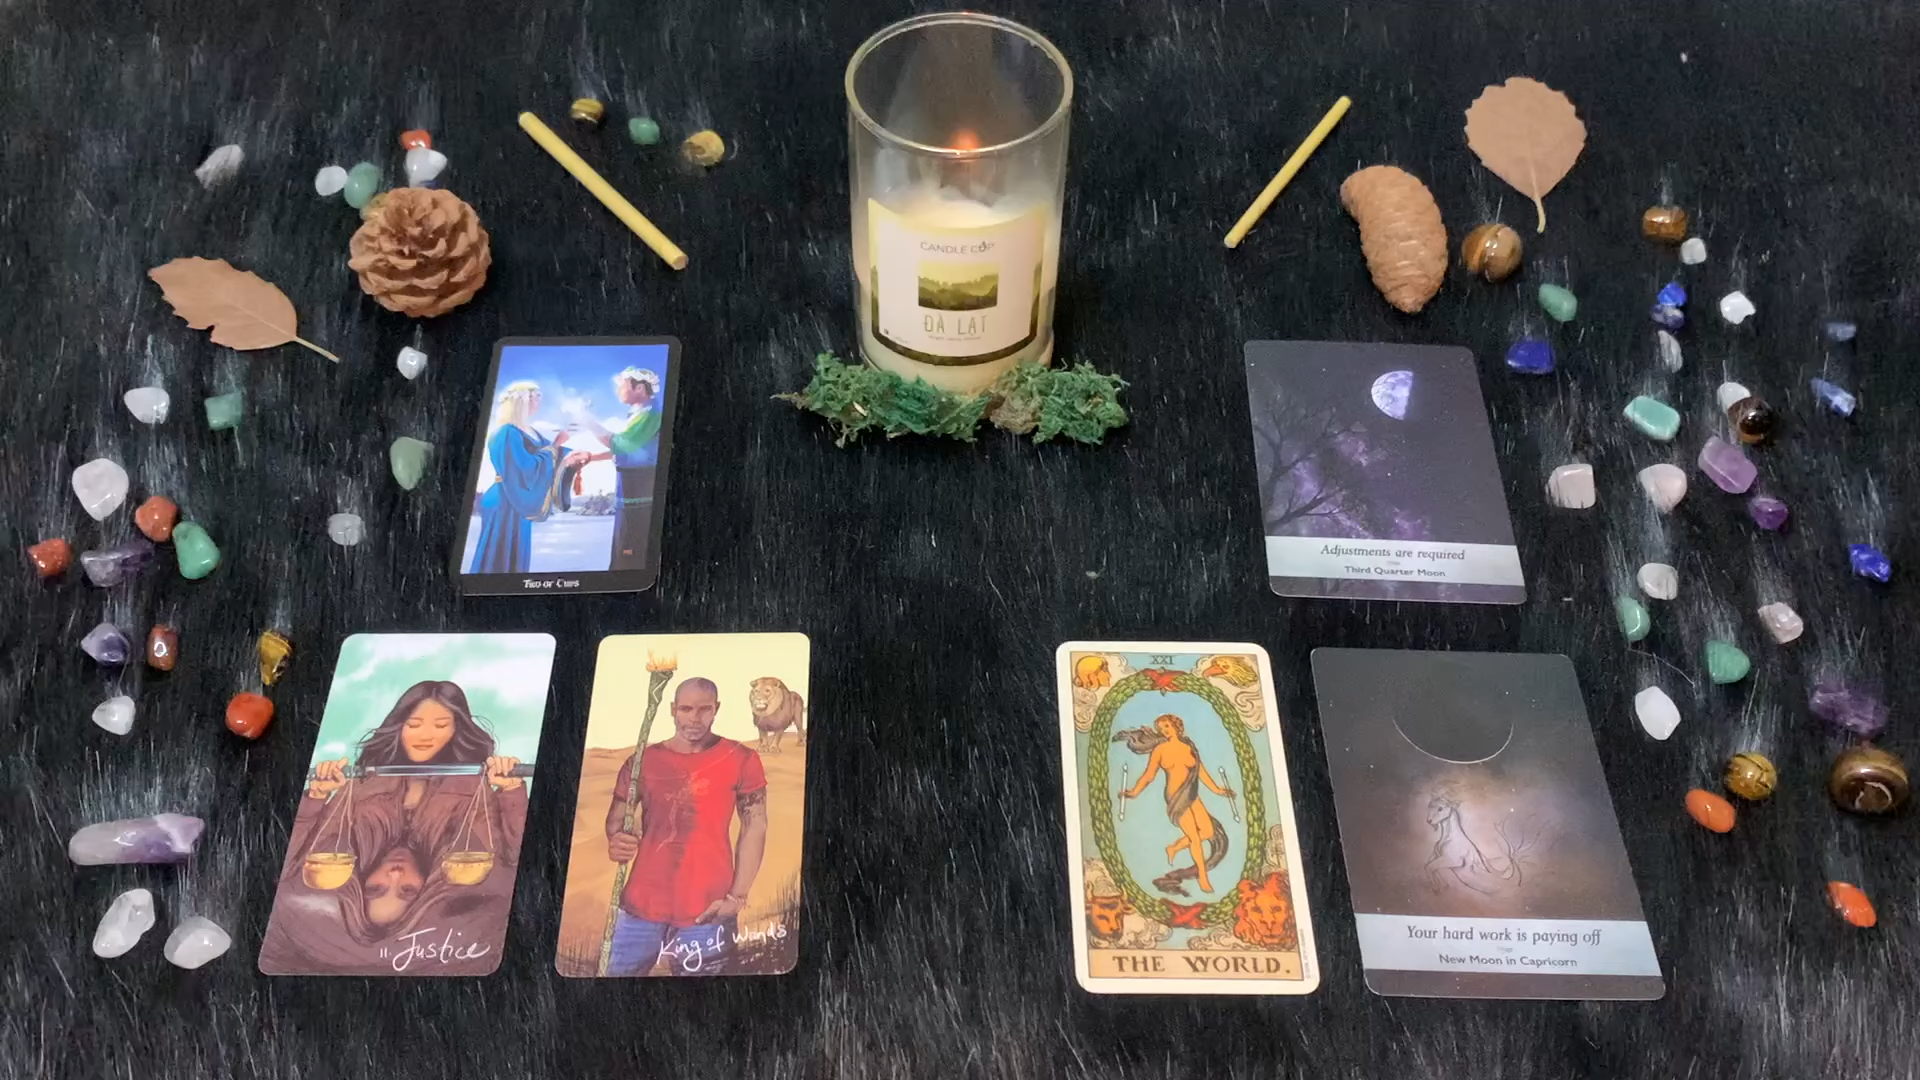 CANDLE CUP
ĐÀ LẠT
Two of Cups
Adjustments are required
Third Quarter Moon
11. Justice
King of Wands
XXI
THE WORLD.
Your hard work is paying off
New Moon in Capricorn